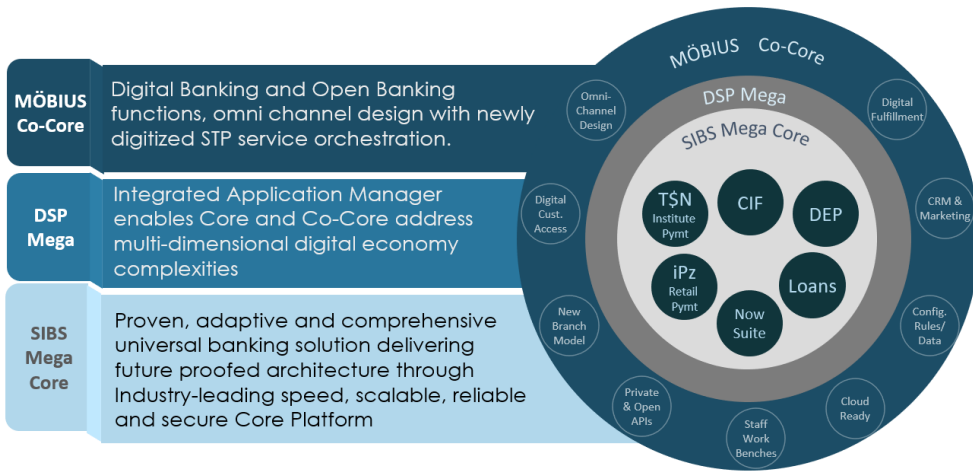 MÖBIUS
Co-Core
Digital Banking and Open Banking
functions, omni channel design with newly
digitized STP service orchestration.
DSP
Mega
Integrated Application Manager
enables Core and Co-Core address
multi-dimensional digital economy
complexities
SIBS
Mega
Core
Proven, adaptive and comprehensive
universal banking solution delivering
future proofed architecture through
Industry-leading speed, scalable, reliable
and secure Core Platform
MÖBIUS Co-Core
DSP Mega
SIBS Mega Core
Omni-
Channel
Design
Digital
Fulfillment
Digital
Cust.
Access
CRM &
Marketing
New
Branch
Model
Config.
Rules/
Data
Private
& Open
APIs
Staff
Work
Benches
Cloud
Ready
T$N
Institute
Pymt
CIF
DEP
iPz
Retail
Pymt
Loans
Now
Suite